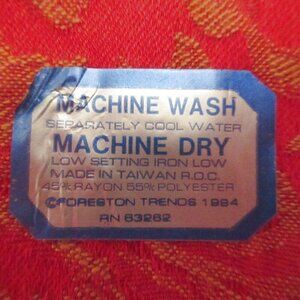 MACHINE WASH
SEPARATELY COOL WATER
MACHINE DRY
LOW SETTING IRON LOW
MADE IN TAIWAN R.O.C.
45% RAYON 55% POLYESTER
©FORESTON TRENDS 1984
RN 63262